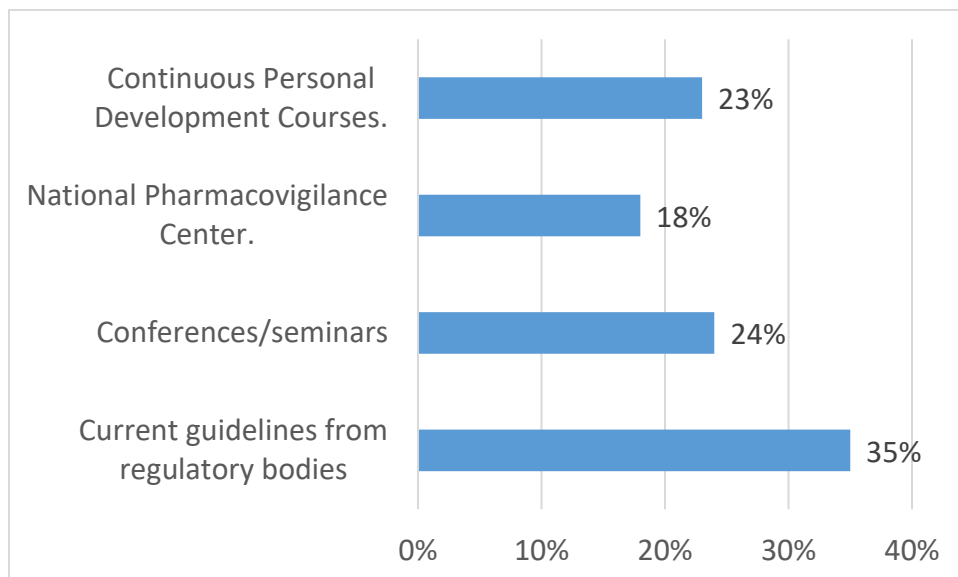 Continuous Personal
Development Courses.
23%
National Pharmacovigilance
Center.
18%
Conferences/seminars
24%
Current guidelines from
regulatory bodies
35%
0% 10% 20% 30% 40%